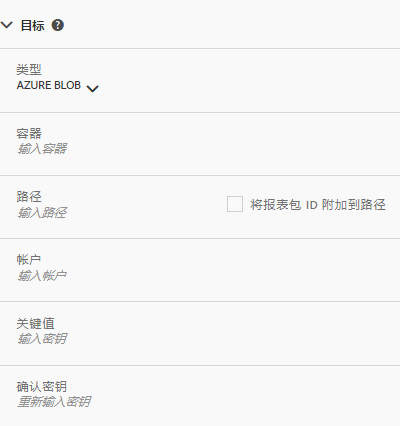 目标
类型
AZURE BLOB
容器
输入容器
路径
输入路径
将报表包 ID 附加到路径
帐户
输入帐户
关键值
输入密钥
确认密钥
重新输入密钥